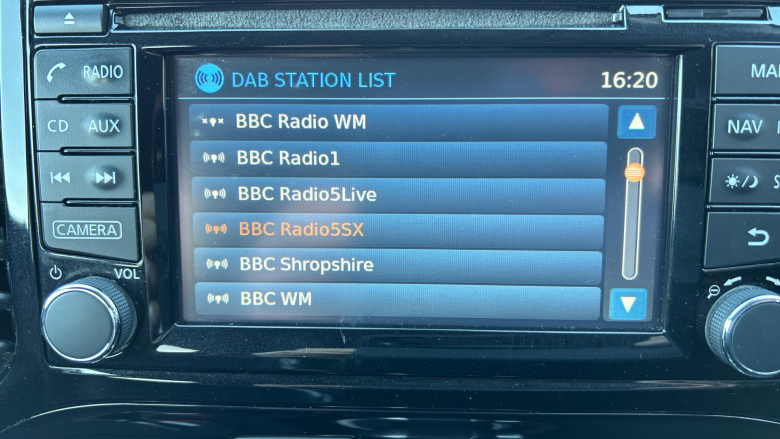 DAB STATION LIST 16:20
BBC Radio WM
BBC Radio1
BBC Radio5Live
BBC Radio5SX
BBC Shropshire
BBC WM
RADIO
CD AUX
CAMERA
VOL
NAV